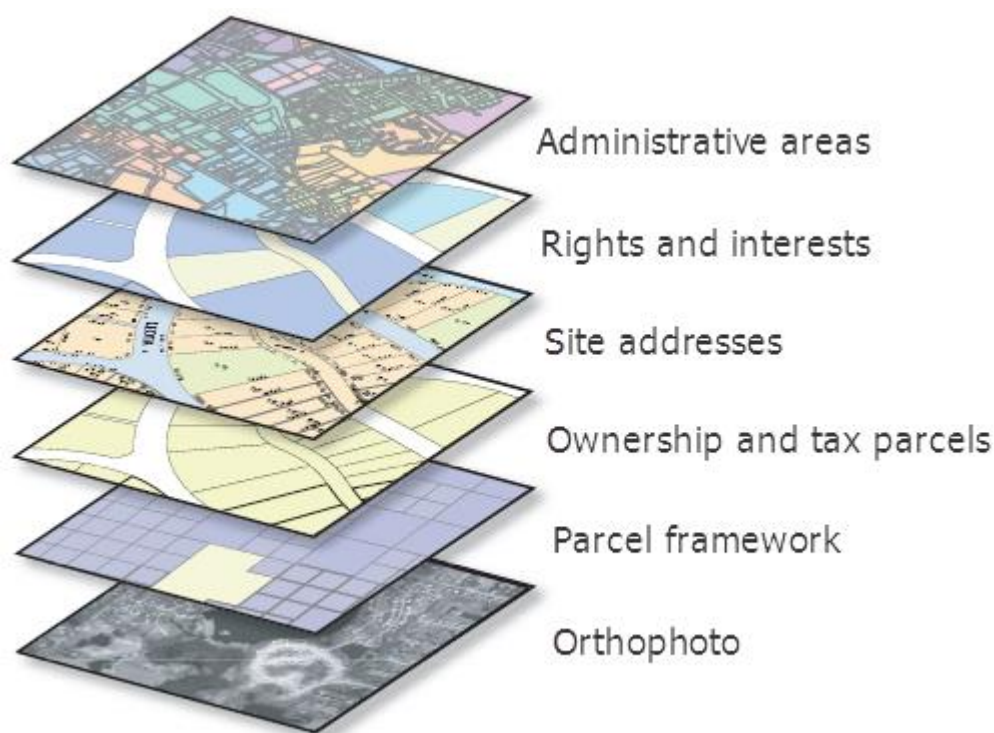 Administrative areas
Rights and interests
Site addresses
Ownership and tax parcels
Parcel framework
Orthophoto